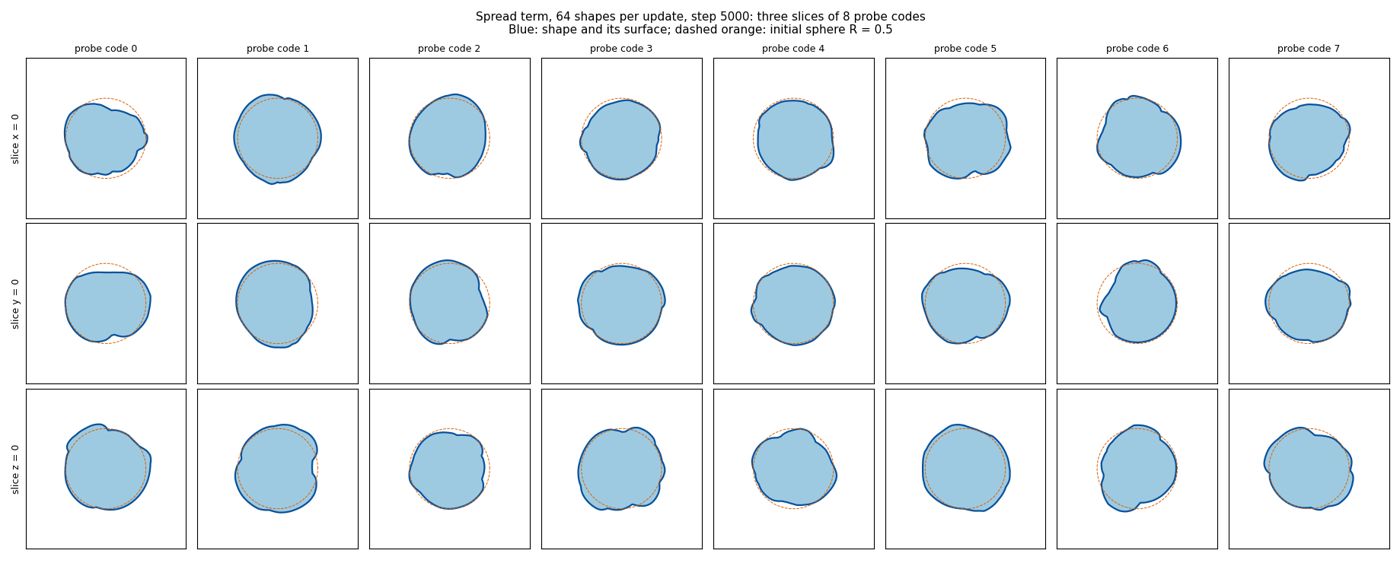 Spread term, 64 shapes per update, step 5000: three slices of 8 probe codes
Blue: shape and its surface; dashed orange: initial sphere R = 0.5
probe code 0
probe code 1
probe code 2
probe code 3
probe code 4
probe code 5
probe code 6
probe code 7
slice x = 0
slice y = 0
slice z = 0